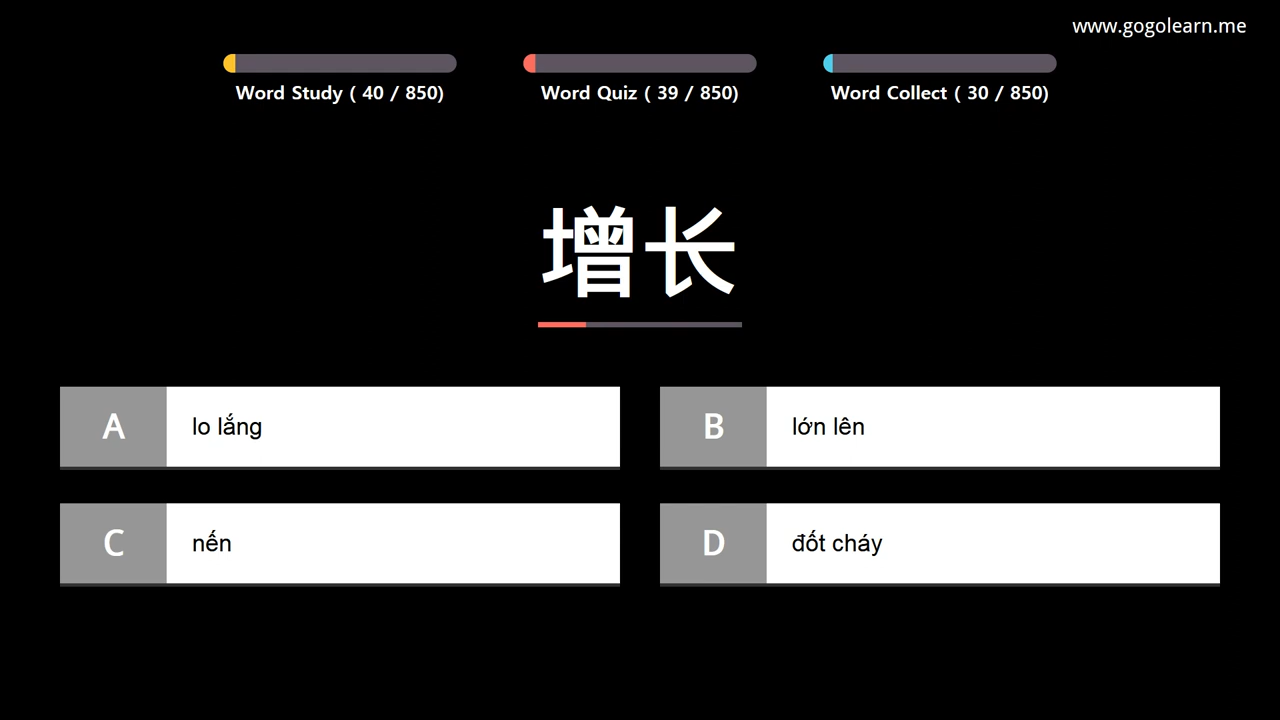 www.gogolearn.me
Word Study ( 40 / 850)
Word Quiz ( 39 / 850)
Word Collect ( 30 / 850)
增长
A
lo lắng
B
lớn lên
C
nến
D
đốt cháy